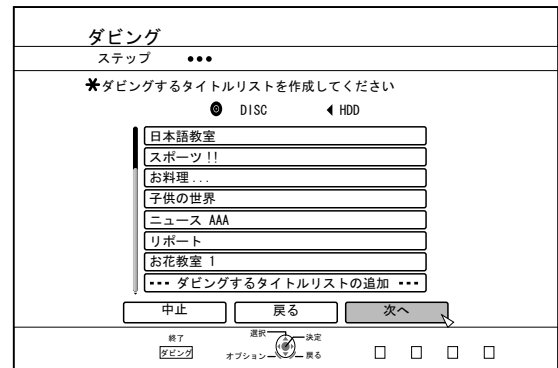 ダビング
ステップ •••
*ダビングするタイトルリストを作成してください
DISC HDD
日本語教室
スポーツ!!
お料理...
子供の世界
ニュース AAA
リポート
お花教室 1
--- ダビングするタイトルリストの追加 ---
中止 戻る 次へ
終了
ダビング
選択
決定
オプション
戻る